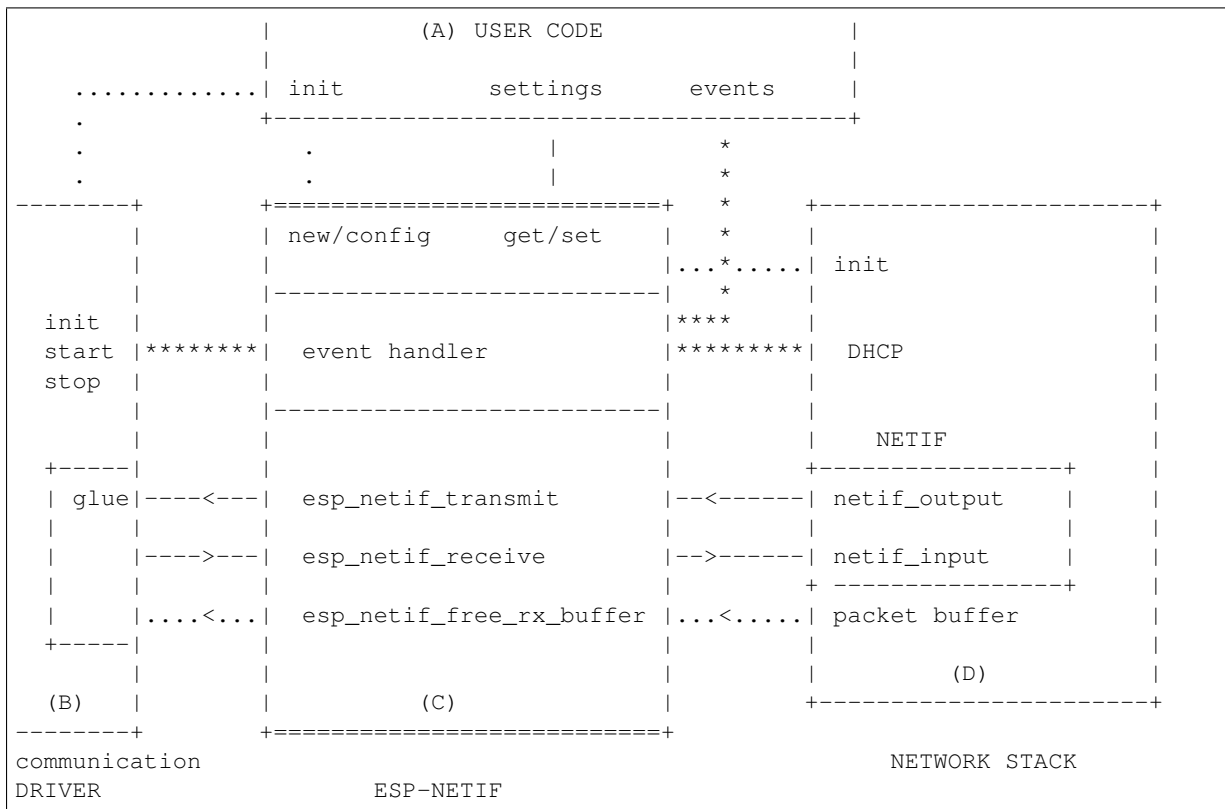 |          (A) USER CODE                 |
                 |                                        |
    .............| init          settings      events     |
    .            +----------------------------------------+
    .               .                |           *
    .               .                |           *
--------+        +===========================+   *     +-----------------------+
        |        | new/config     get/set    |   *     |                       |
        |        |                           |...*.....| init                  |
        |        |---------------------------|   *     |                       |
  init  |        |                           |****     |                       |
  start |********|  event handler            |*********|  DHCP                 |
  stop  |        |                           |         |                       |
        |        |---------------------------|         |                       |
        |        |                           |         |    NETIF              |
  +-----|        |                           |         +-----------------+     |
  | glue|----<---|  esp_netif_transmit       |--<------| netif_output    |     |
  |     |        |                           |         |                 |     |
  |     |---->---|  esp_netif_receive        |-->------| netif_input     |     |
  |     |        |                           |         + ----------------+     |
  |     |....<...|  esp_netif_free_rx_buffer |...<.....| packet buffer         |
  +-----|        |                           |         |                       |
        |        |                           |         |         (D)           |
  (B)   |        |          (C)              |         +-----------------------+
--------+        +===========================+
communication                                                NETWORK STACK
DRIVER                   ESP-NETIF